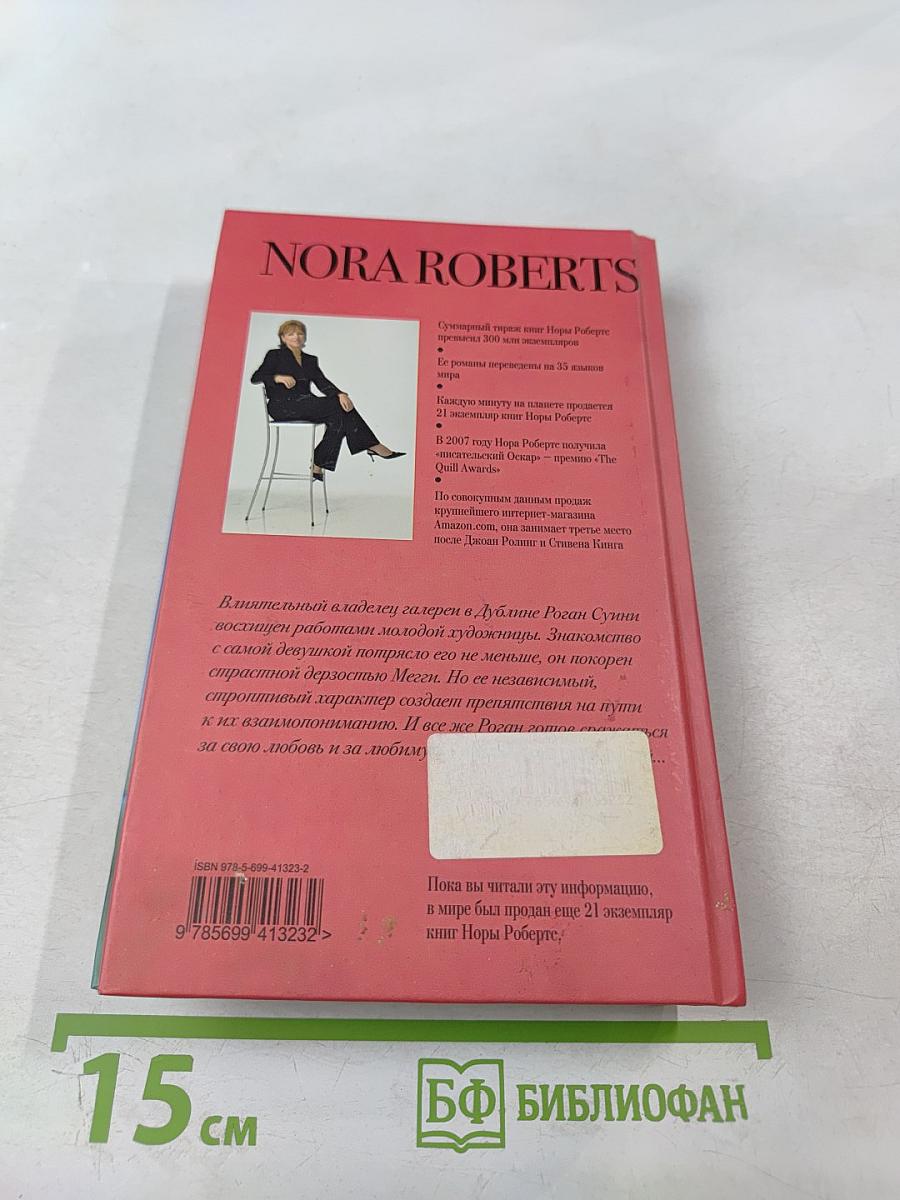 NORA ROBERTS
Суммарный тираж книг Норы Робертс
превысил 300 млн экземпляров
•
Ее романы переведены на 35 языков
мира
•
Каждую минуту на планете продается
21 экземпляр книг Норы Робертс
•
В 2007 году Нора Робертс получила
«писательский Оскар» – премию «The
Quill Awards»
•
По совокупным данным продаж
крупнейшего интернет-магазина
Amazon.com, она занимает третье место
после Джоан Ролинг и Стивена Кинга
Влиятельный владелец галереи в Дублине Роган Суини
восхищен работами молодой художницы. Знакомство
с самой девушкой потрясло его не меньше, он покорен
страстной дерзостью Мегги. Но ее независимый,
строптивый характер создает препятствия на пути
к их взаимопониманию. И все же Роган готов сражаться
за свою любовь и за
ISBN 978-5-699-41323-2
9 785699 413232 >
Пока вы читали эту информацию,
в мире был продан еще 21 экземпляр
книг Норы Робертс.
15 см
БФ БИБЛИОФАН